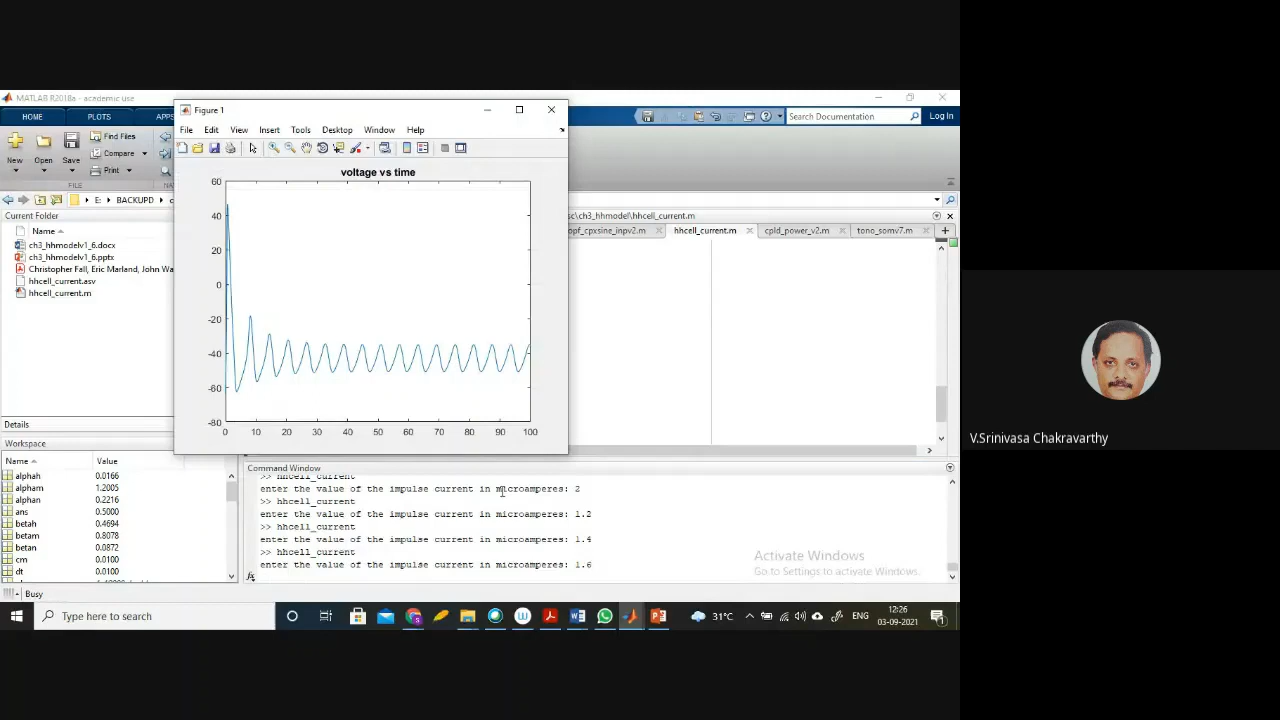 MATLAB R2018a - academic use
HOME PLOTS APPS
Search Documentation
Log In
New
Open
Save
Find Files
Compare
Print
FILE
E: BACKUPD
Current Folder
Name
ch3_hhmodelv1_6.docx
ch3_hhmodelv1_6.pptx
Christopher Fall, Eric Marland, John Wa
hhcell_current.asv
hhcell_current.m
Details
Workspace
Name Value
alphah 0.0166
alpham 1.2005
alphan 0.2216
ans 0.5000
betah 0.4694
betam 0.8078
betan 0.0872
cm 0.0100
dt 0.0100
Busy
Figure 1
File Edit View Insert Tools Desktop Window Help
voltage vs time
60
40
20
0
-20
-40
-60
-80
0 10 20 30 40 50 60 70 80 90 100
sc\ch3_hhmodel\hhcell_current.m
opf_cpxsine_inpv2.m hhcell_current.m cpld_power_v2.m tono_somv7.m
Command Window
>> hhcell_current
enter the value of the impulse current in microamperes: 2
>> hhcell_current
enter the value of the impulse current in microamperes: 1.2
>> hhcell_current
enter the value of the impulse current in microamperes: 1.4
>> hhcell_current
enter the value of the impulse current in microamperes: 1.6
fx
Activate Windows
Go to Settings to activate Windows.
Type here to search
31°C
ENG
12:26
03-09-2021
V.Srinivasa Chakravarthy